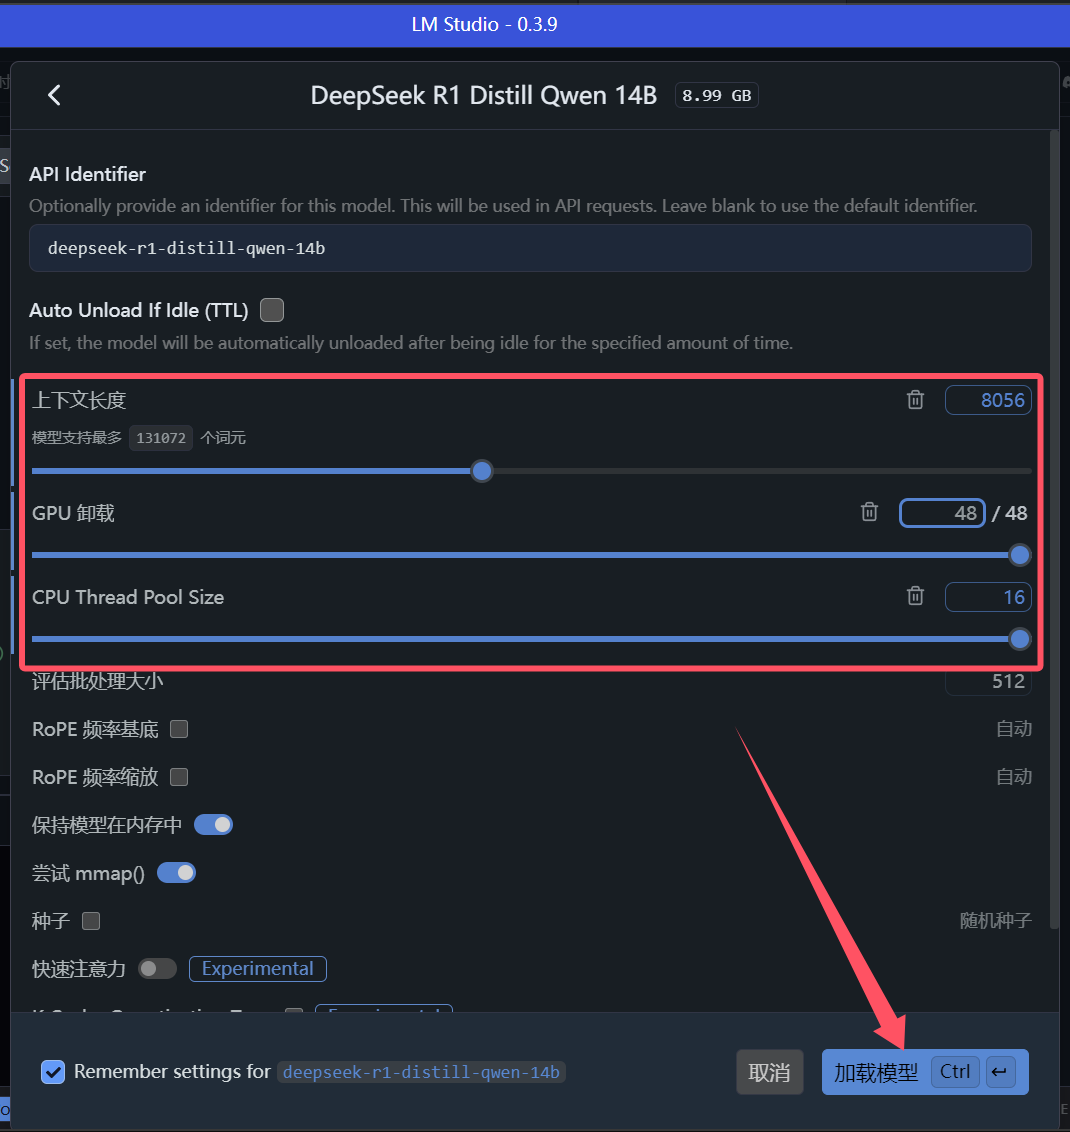 LM Studio - 0.3.9
DeepSeek R1 Distill Qwen 14B 8.99 GB
API Identifier
Optionally provide an identifier for this model. This will be used in API requests. Leave blank to use the default identifier.
deepseek-r1-distill-qwen-14b
Auto Unload If Idle (TTL)
If set, the model will be automatically unloaded after being idle for the specified amount of time.
上下文长度 8056
模型支持最多 131072 个词元
GPU 卸载 48 / 48
CPU Thread Pool Size 16
评估批处理大小 512
RoPE 频率基底 自动
RoPE 频率缩放 自动
保持模型在内存中
尝试 mmap()
种子 随机种子
快速注意力 Experimental
Remember settings for deepseek-r1-distill-qwen-14b
取消 加载模型 Ctrl ↵